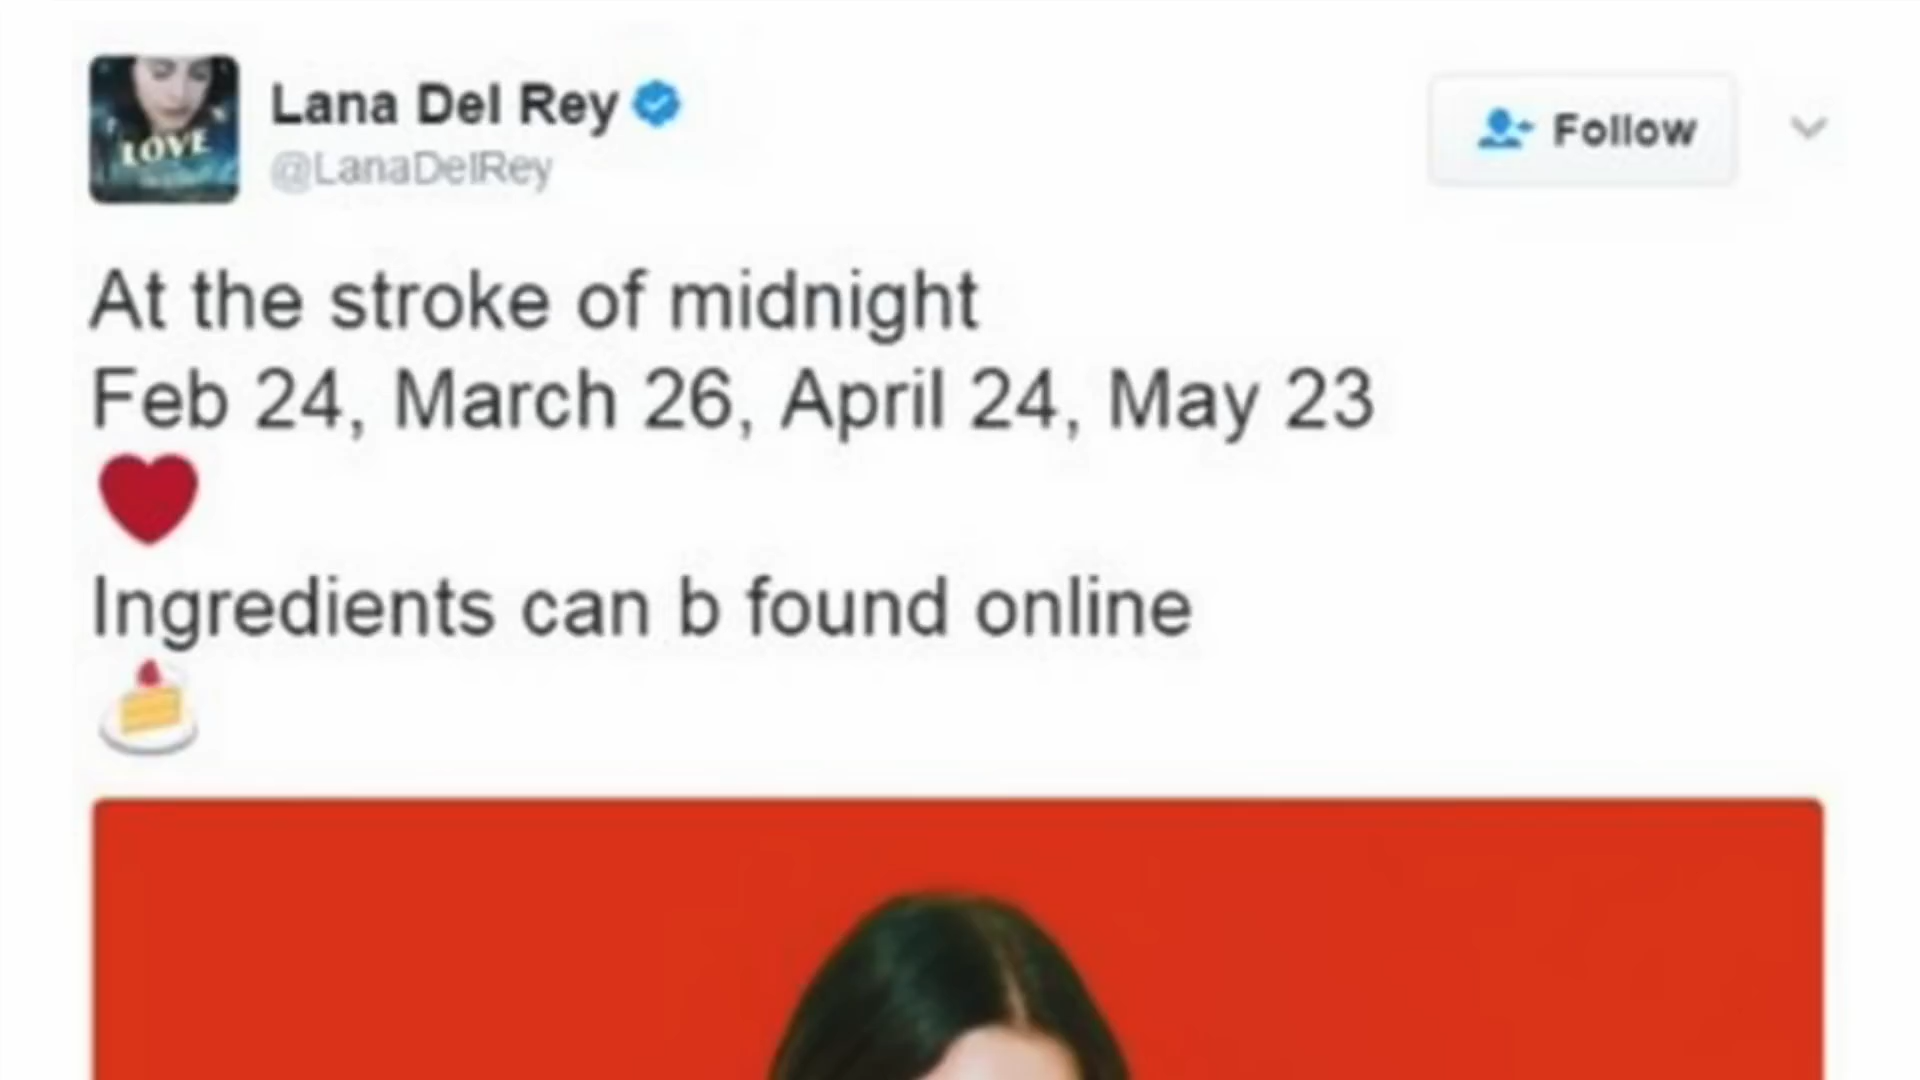 LOVE
Lana Del Rey
@LanaDelRey
Follow
At the stroke of midnight
Feb 24, March 26, April 24, May 23
Ingredients can b found online